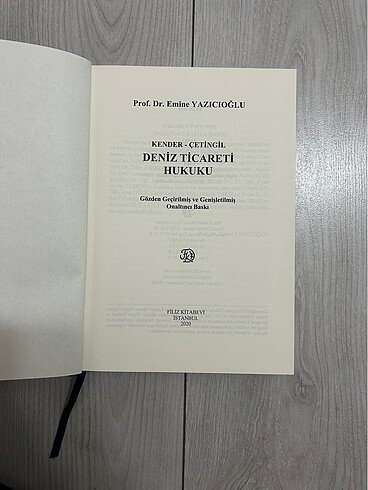 Prof. Dr. Emine YAZICIOĞLU
KENDER - ÇETİNGİL
DENİZ TİCARETİ
HUKUKU
Gözden Geçirilmiş ve Genişletilmiş
Onaltıncı Baskı
FİLİZ KİTABEVİ
İSTANBUL
2020